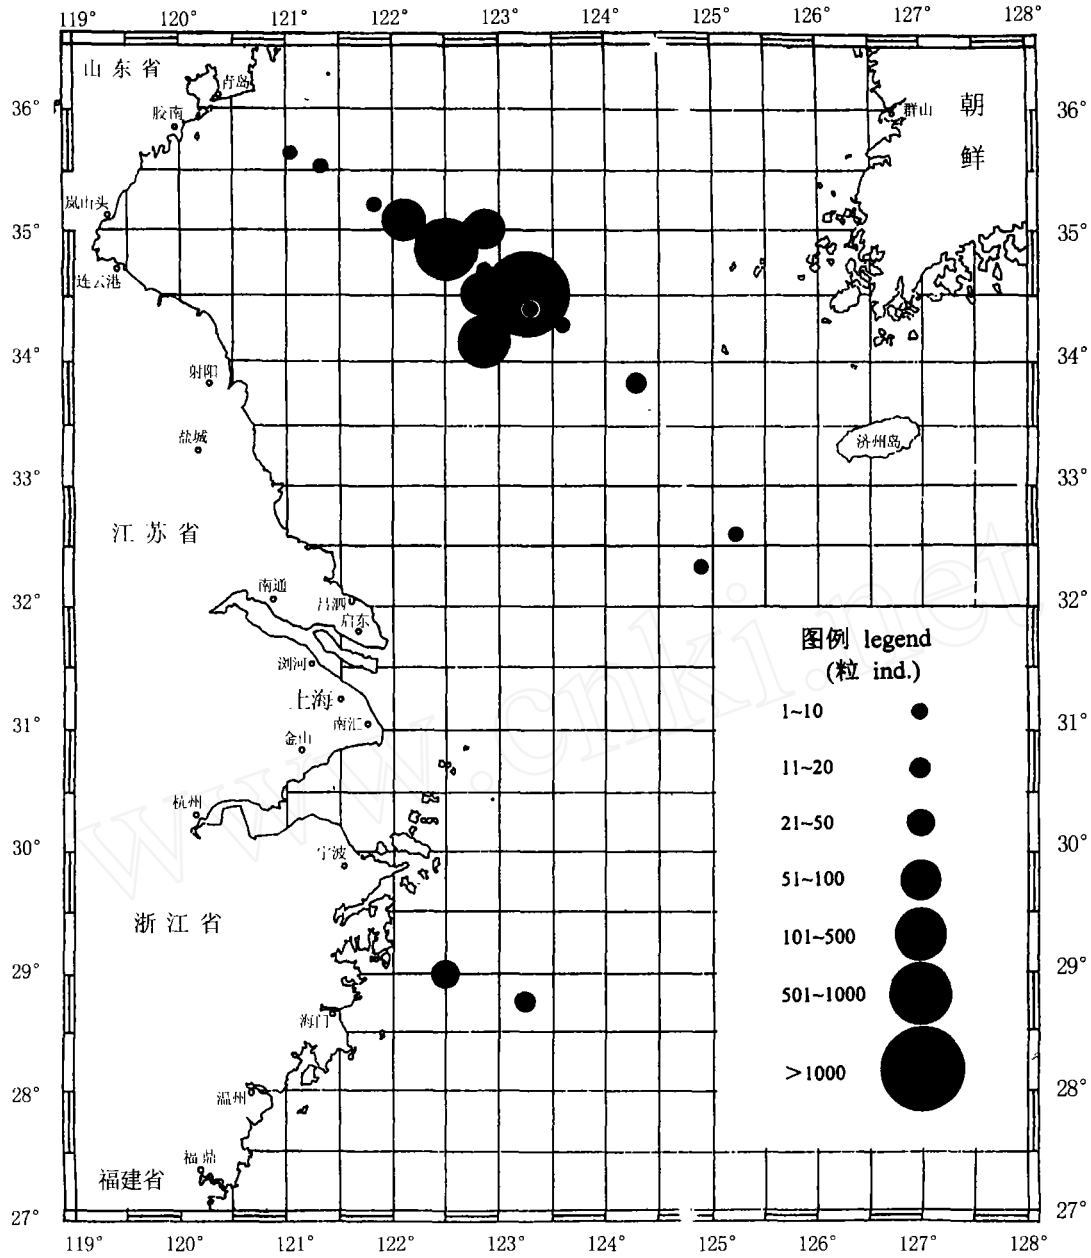 119° 120° 121° 122° 123° 124° 125° 126° 127° 128°
山东省
青岛
36° 胶南 群山 朝鲜 36°
岚山头
35° 35°
连云港
34° 34°
射阳
盐城
济州岛
33° 33°
江苏省
南通
32° 吕泗 32°
启东
图例 legend
(粒 ind.)
浏河
上海
1~10
31° 南汇 31°
金山
11~20
杭州
21~50
30° 宁波 30°
51~100
浙江省
101~500
29° 29°
501~1000
海门
>1000
28° 温州 28°
福鼎
福建省
27° 27°
119° 120° 121° 122° 123° 124° 125° 126° 127° 128°
www.cnki.net